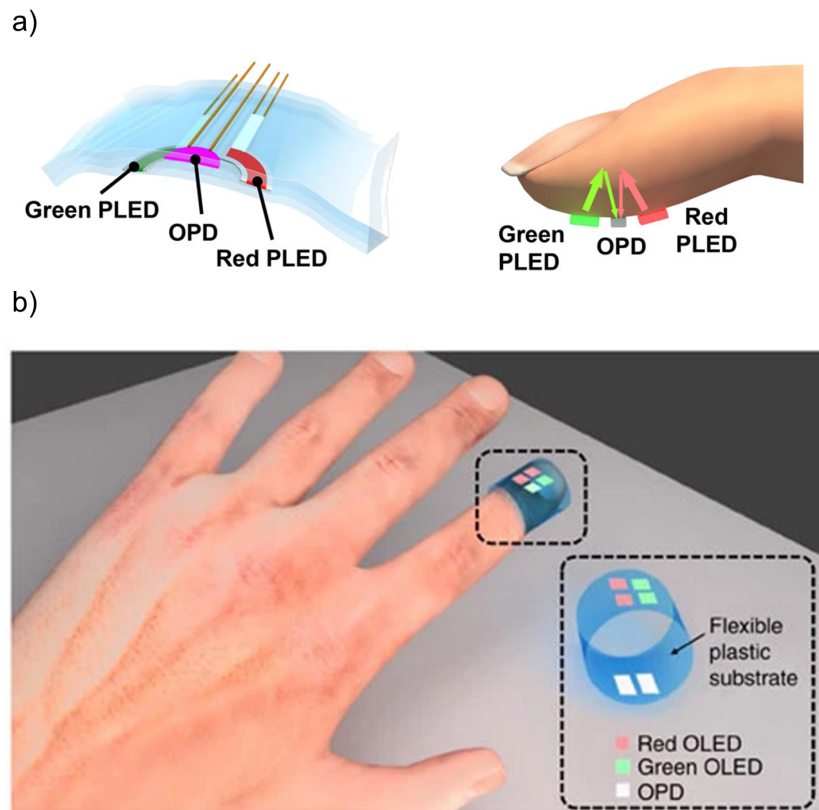 a)
Green PLED
OPD
Red PLED
Green
PLED
OPD
Red
PLED
b)
Flexible
plastic
substrate
Red OLED
Green OLED
OPD